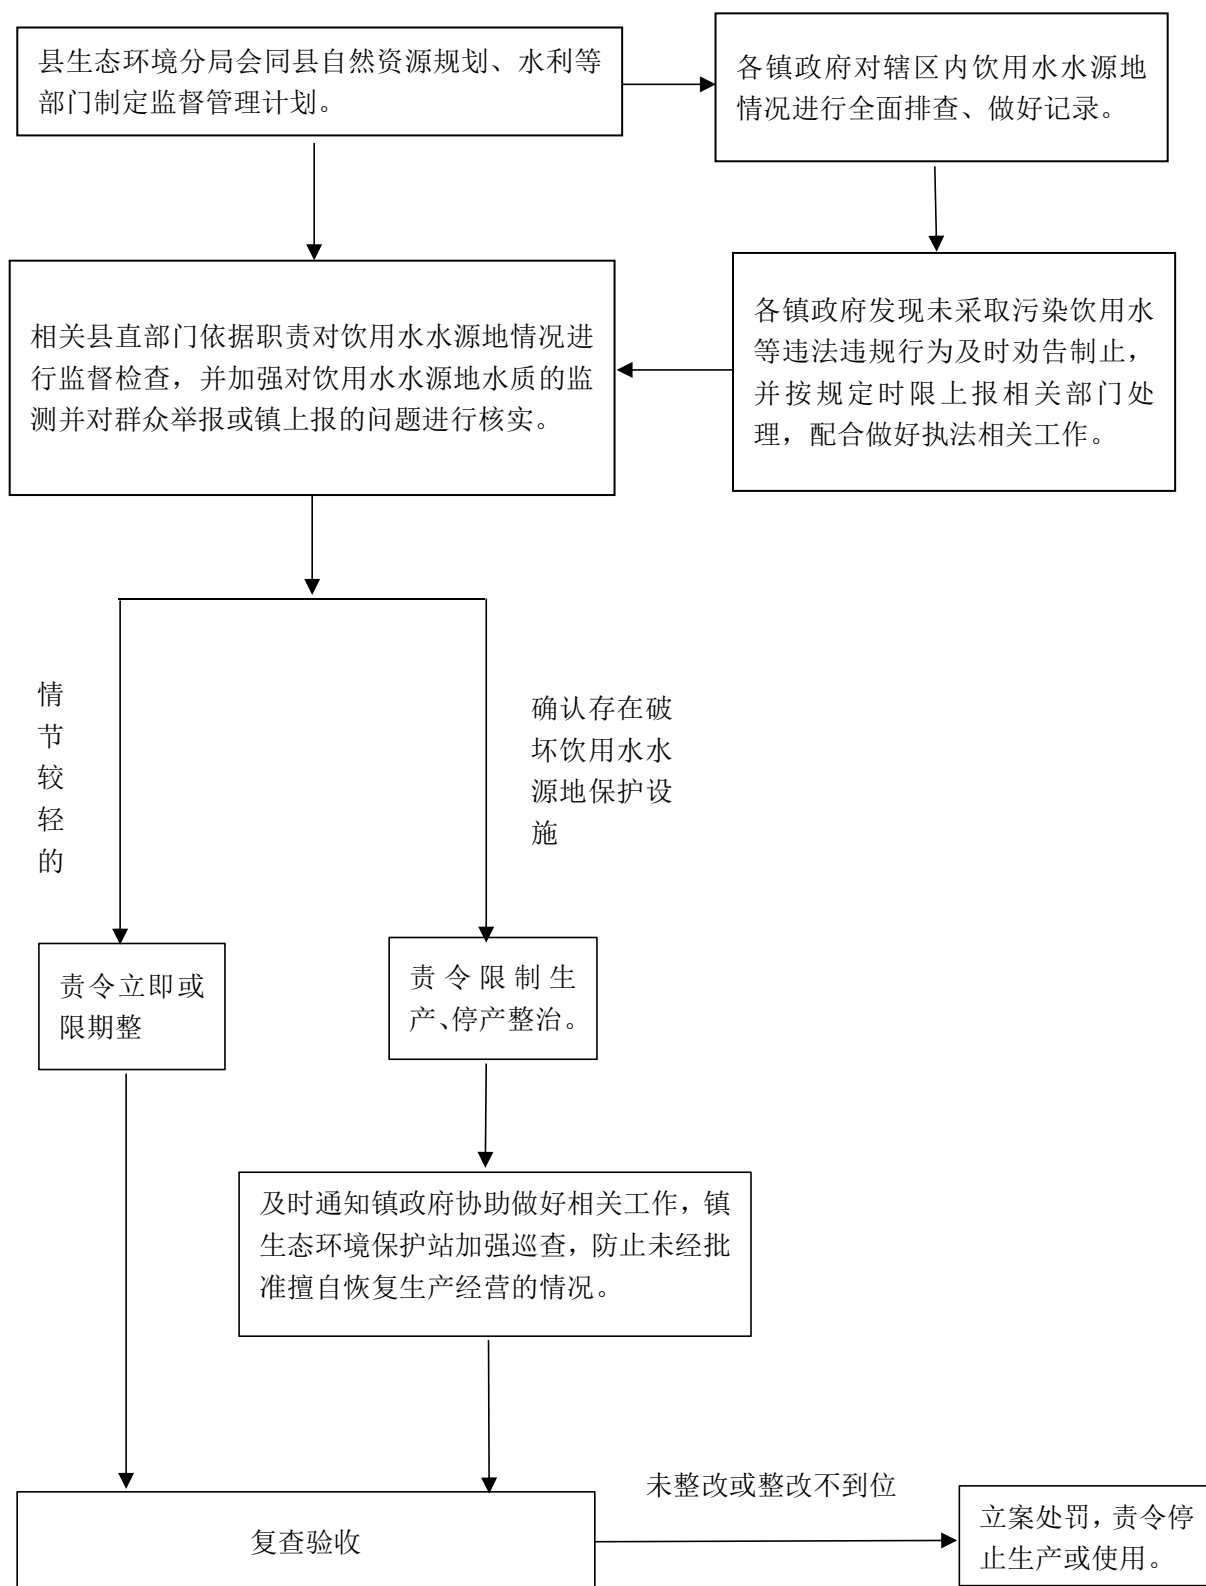 县生态环境分局会同县自然资源规划、水利等
部门制定监督管理计划。
各镇政府对辖区内饮用水水源地
情况进行全面排查、做好记录。
相关县直部门依据职责对饮用水水源地情况进
行监督检查，并加强对饮用水水源地水质的监
测并对群众举报或镇上报的问题进行核实。
各镇政府发现未采取污染饮用水
等违法违规行为及时劝告制止，
并按规定时限上报相关部门处
理，配合做好执法相关工作。
情
节
较
轻
的
确认存在破
坏饮用水水
源地保护设
施
责令立即或
限期整
责令限制生
产、停产整治。
及时通知镇政府协助做好相关工作，镇
生态环境保护站加强巡查，防止未经批
准擅自恢复生产经营的情况。
复查验收
未整改或整改不到位
立案处罚，责令停
止生产或使用。